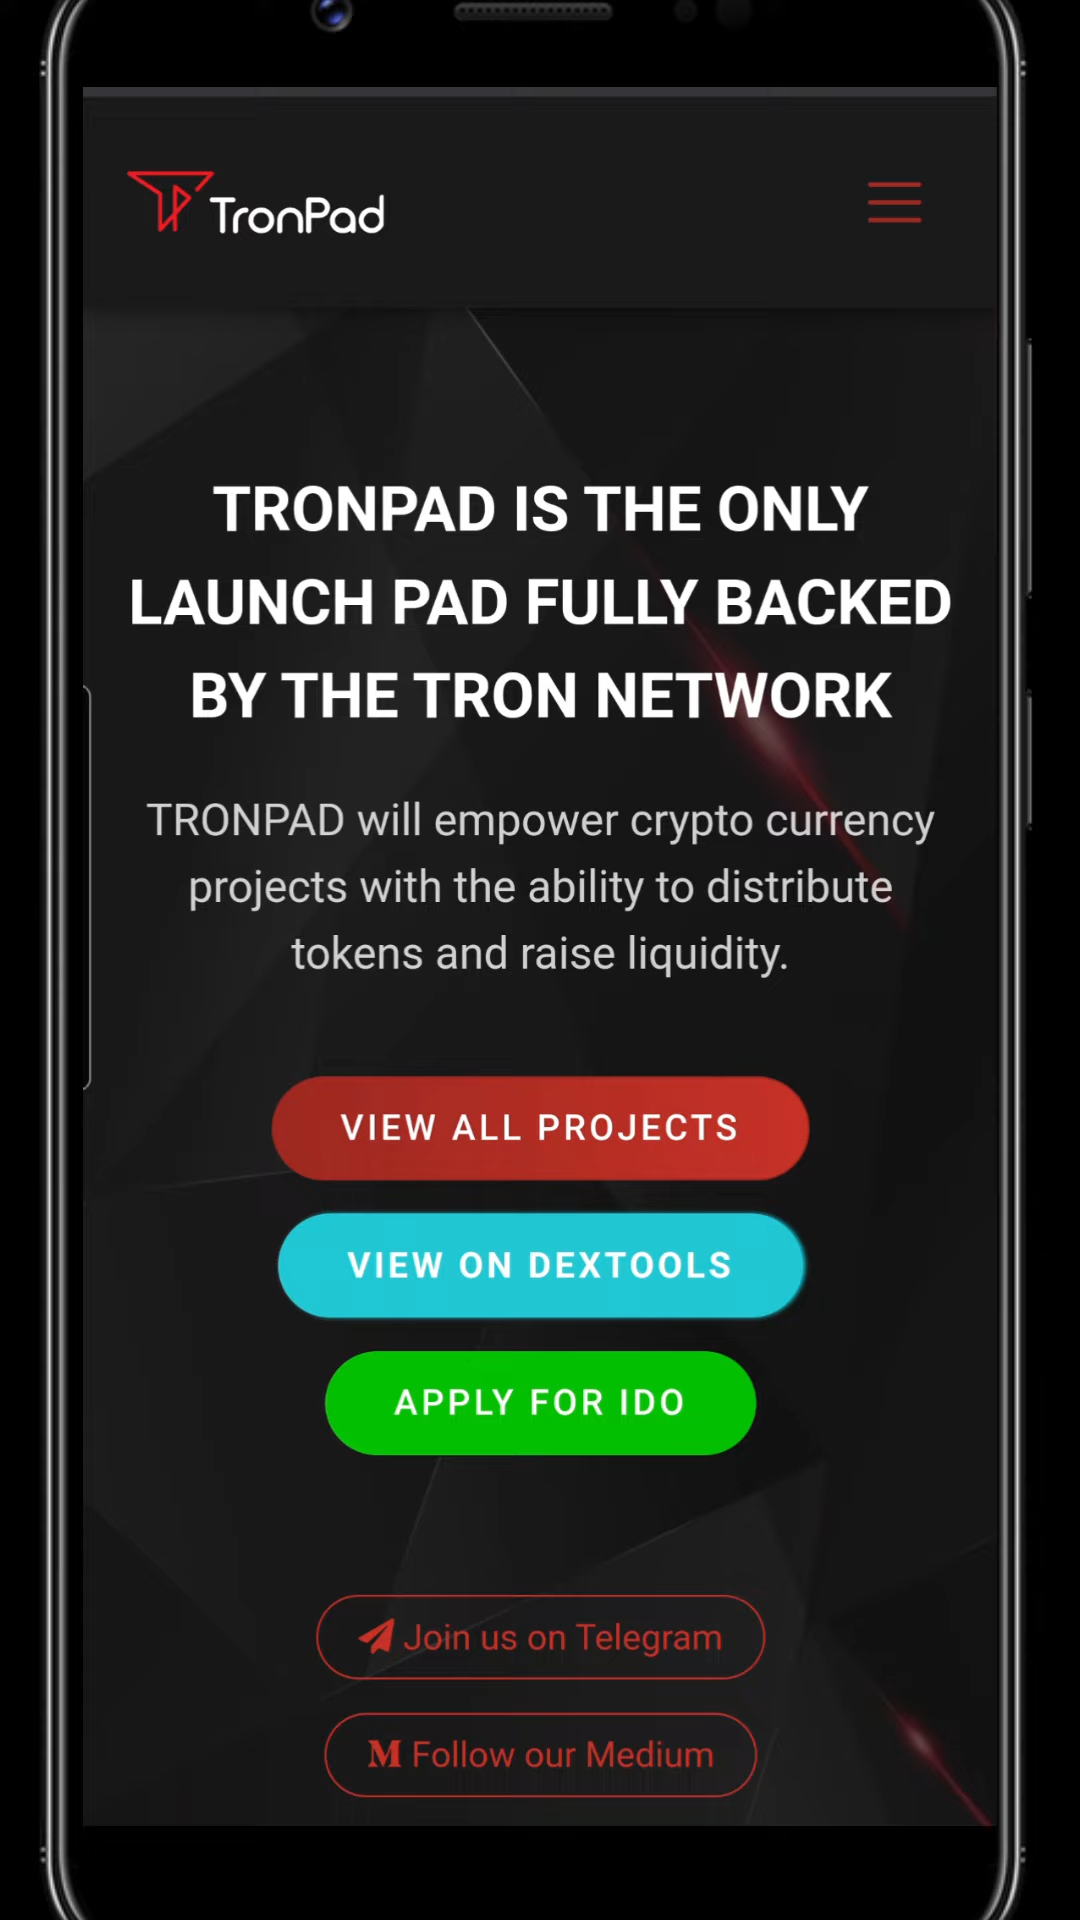 TronPad
TRONPAD IS THE ONLY
LAUNCH PAD FULLY BACKED
BY THE TRON NETWORK
TRONPAD will empower crypto currency
projects with the ability to distribute
tokens and raise liquidity.
VIEW ALL PROJECTS
VIEW ON DEXTOOLS
APPLY FOR IDO
Join us on Telegram
M Follow our Medium